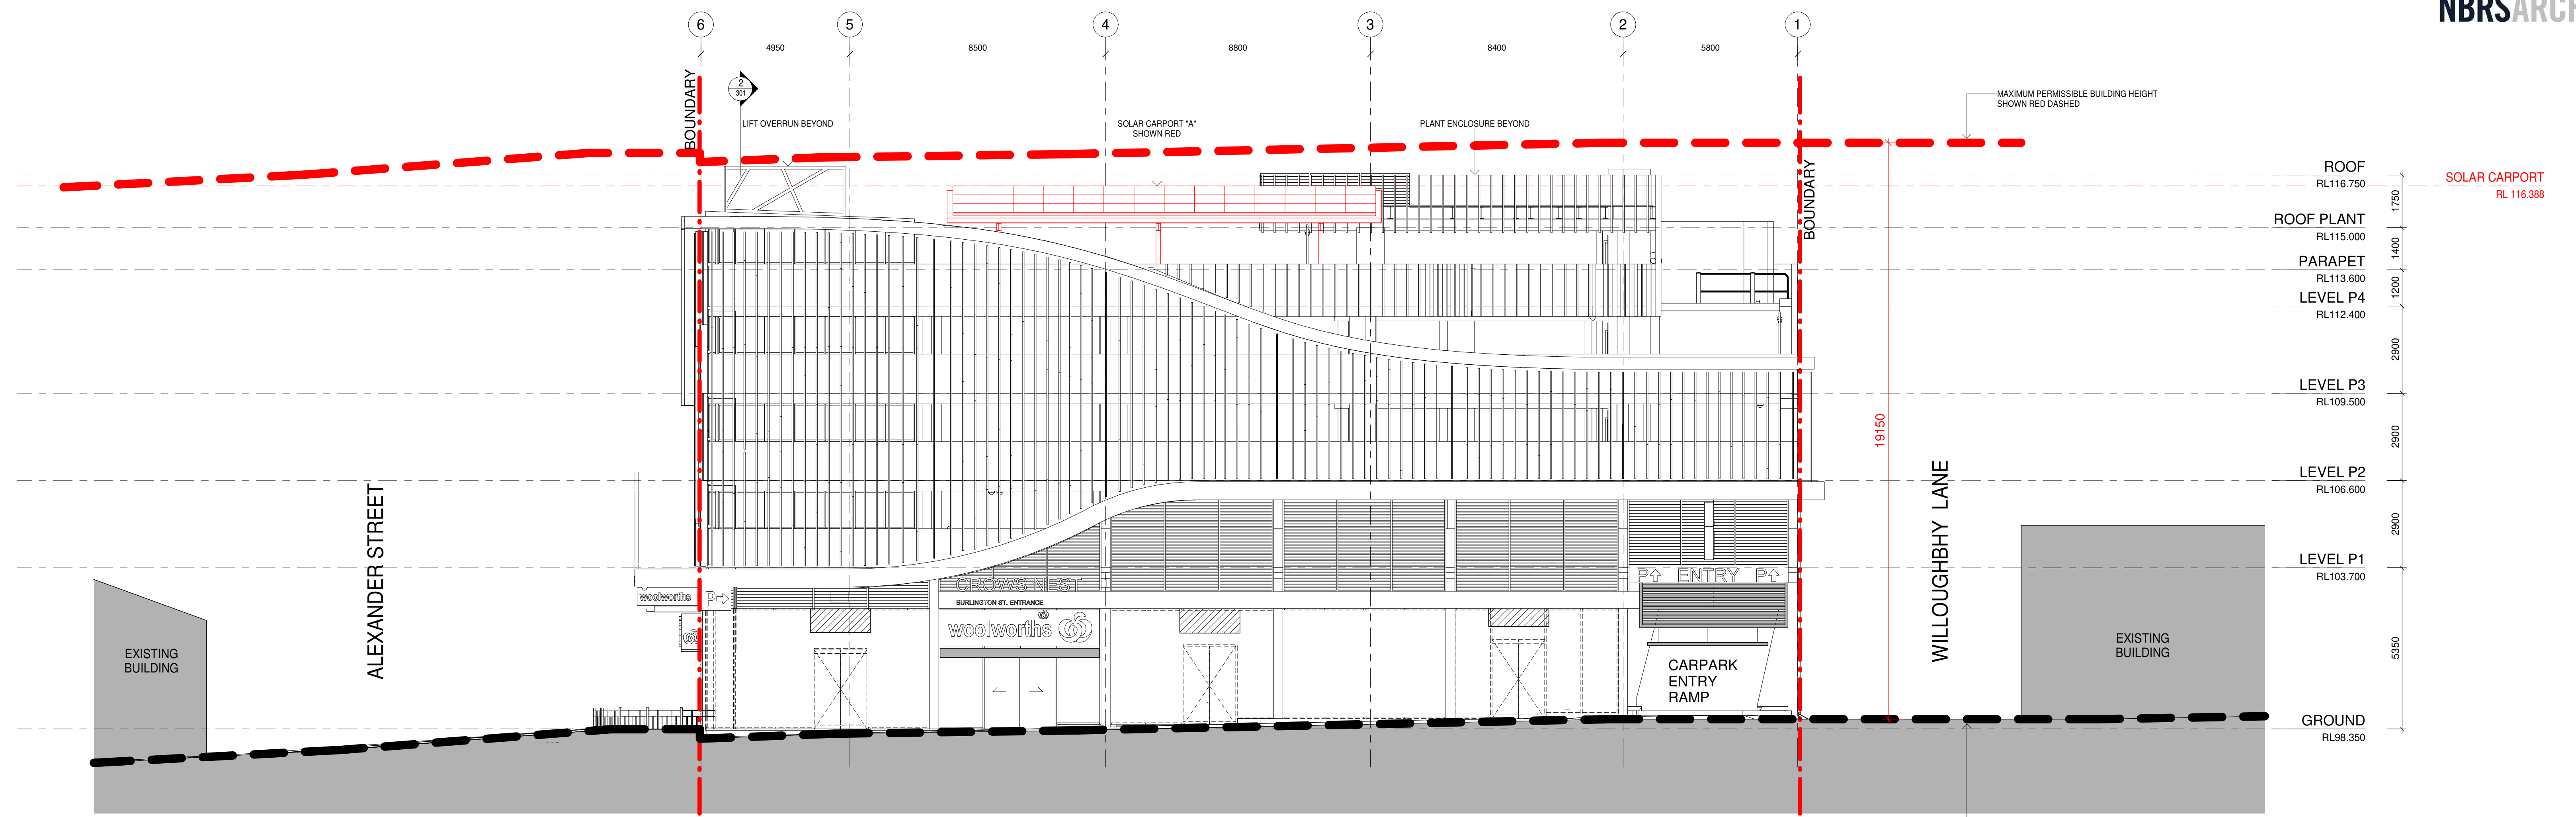 NBRSARCH
6
5
4
3
2
1
4950
8500
8800
8400
5800
BOUNDARY
2
301
MAXIMUM PERMISSIBLE BUILDING HEIGHT
SHOWN RED DASHED
LIFT OVERRUN BEYOND
SOLAR CARPORT "A"
SHOWN RED
PLANT ENCLOSURE BEYOND
BOUNDARY
ROOF
RL116.750
SOLAR CARPORT
RL 116.388
1750
ROOF PLANT
RL115.000
1400
PARAPET
RL113.600
1200
LEVEL P4
RL112.400
2900
LEVEL P3
RL109.500
2900
19150
LEVEL P2
RL106.600
2900
LEVEL P1
RL103.700
5350
GROUND
RL98.350
ALEXANDER STREET
WILLOUGHBHY LANE
CROWS NEST
P ENTRY P
woolworths
P
BURLINGTON ST. ENTRANCE
woolworths
EXISTING
BUILDING
CARPARK
ENTRY
RAMP
EXISTING
BUILDING